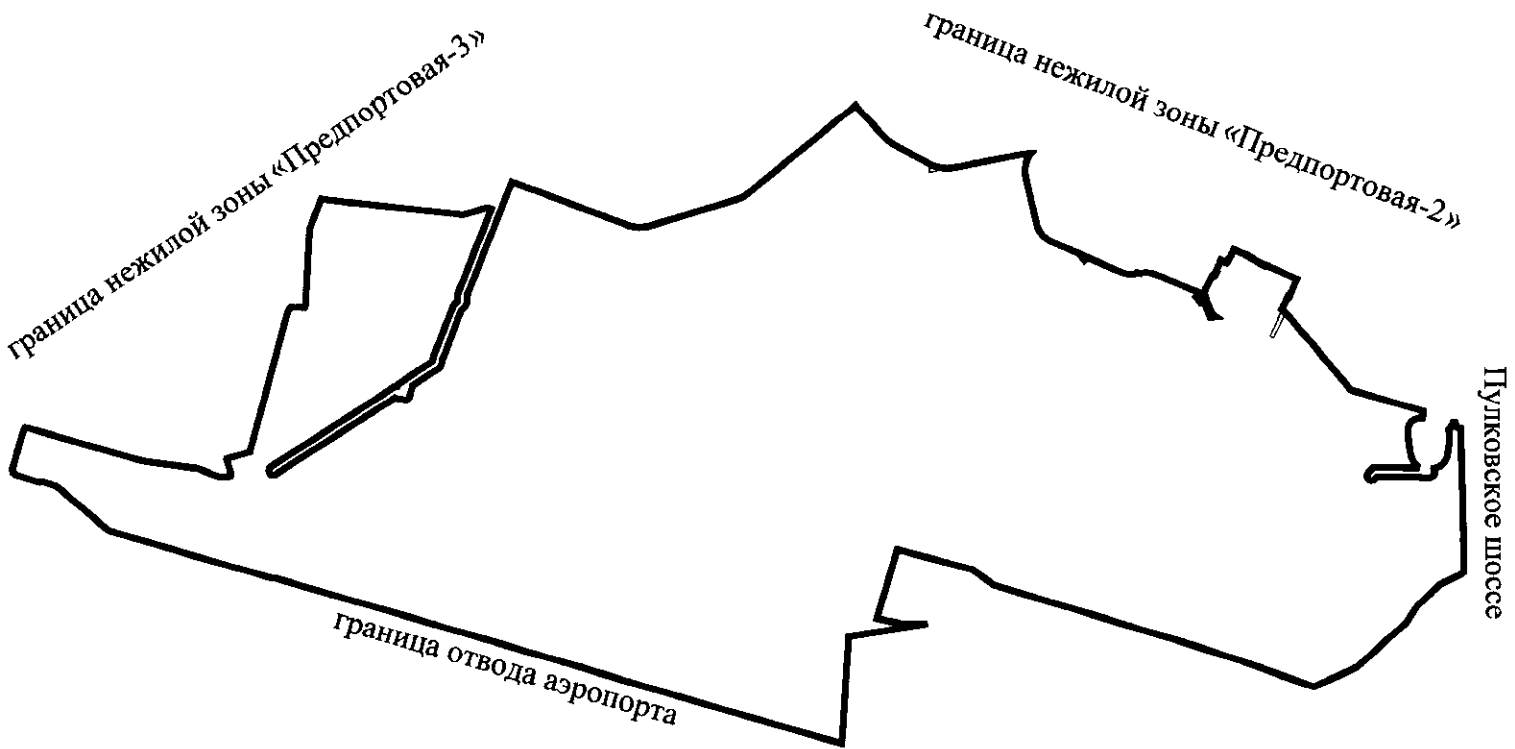 граница нежилой зоны «Предпортовая-3»
граница нежилой зоны «Предпортовая-2»
Пулковское шоссе
граница отвода аэропорта